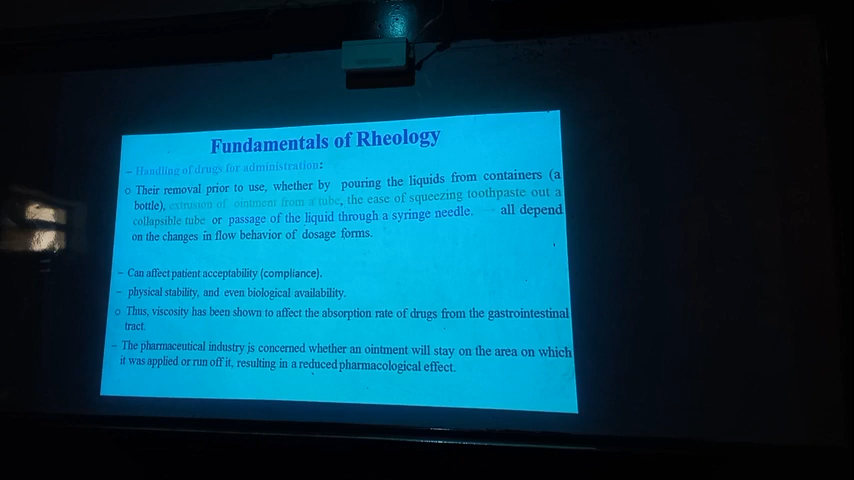 Fundamentals of Rheology
– Handling of drugs for administration:
o Their removal prior to use, whether by pouring the liquids from containers (a
bottle), extrusion of ointment from a tube, the ease of squeezing toothpaste out a
collapsible tube or passage of the liquid through a syringe needle. all depend
on the changes in flow behavior of dosage forms.
– Can affect patient acceptability (compliance).
– physical stability, and even biological availability.
o Thus, viscosity has been shown to affect the absorption rate of drugs from the gastrointestinal
tract.
– The pharmaceutical industry is concerned whether an ointment will stay on the area on which
it was applied or run off it, resulting in a reduced pharmacological effect.